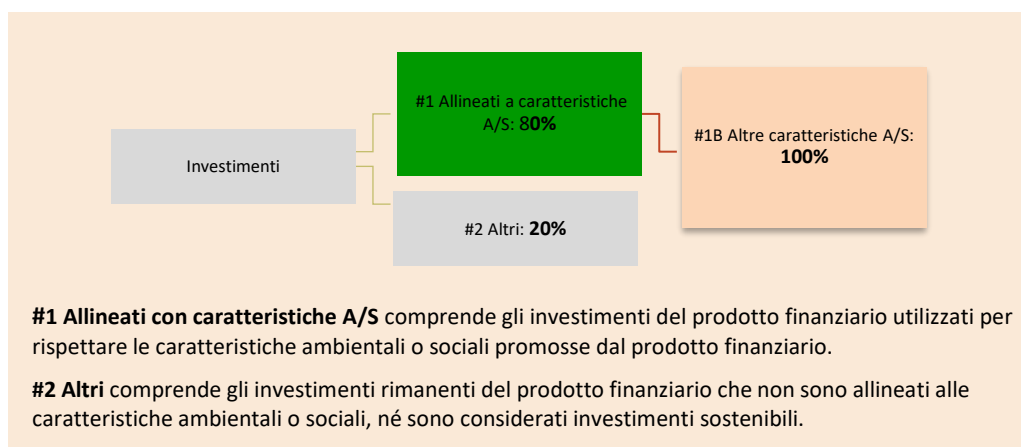 #1 Allineati a caratteristiche
A/S: 80%
#1B Altre caratteristiche A/S:
100%
Investimenti
#2 Altri: 20%
#1 Allineati con caratteristiche A/S comprende gli investimenti del prodotto finanziario utilizzati per
rispettare le caratteristiche ambientali o sociali promosse dal prodotto finanziario.
#2 Altri comprende gli investimenti rimanenti del prodotto finanziario che non sono allineati alle
caratteristiche ambientali o sociali, né sono considerati investimenti sostenibili.